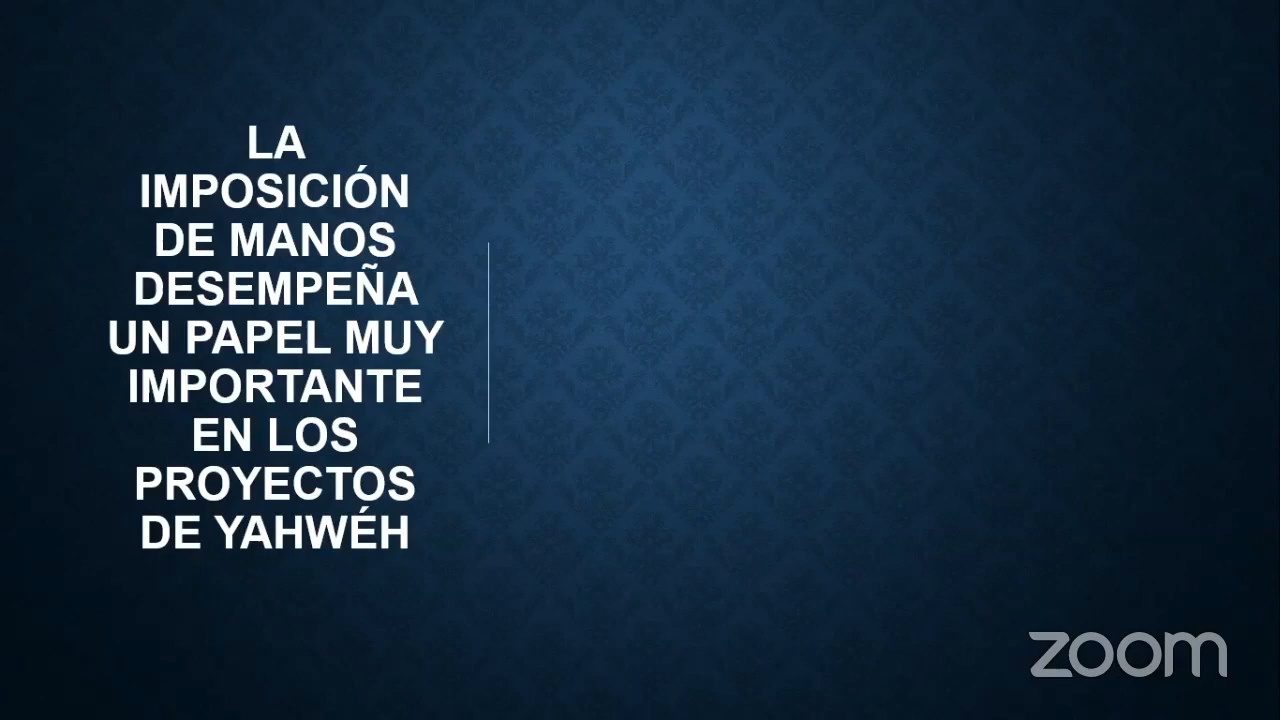 LA
IMPOSICIÓN
DE MANOS
DESEMPEÑA
UN PAPEL MUY
IMPORTANTE
EN LOS
PROYECTOS
DE YAHWÉH
zoom